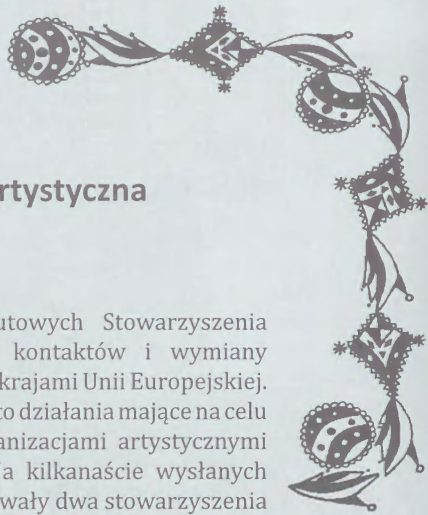 rtystyczna
utowych Stowarzyszenia
kontaktów i wymiany
krajami Unii Europejskiej.
to działania mające na celu
anizacjami artystycznymi
a kilkanaście wysłanych
wały dwa stowarzyszenia